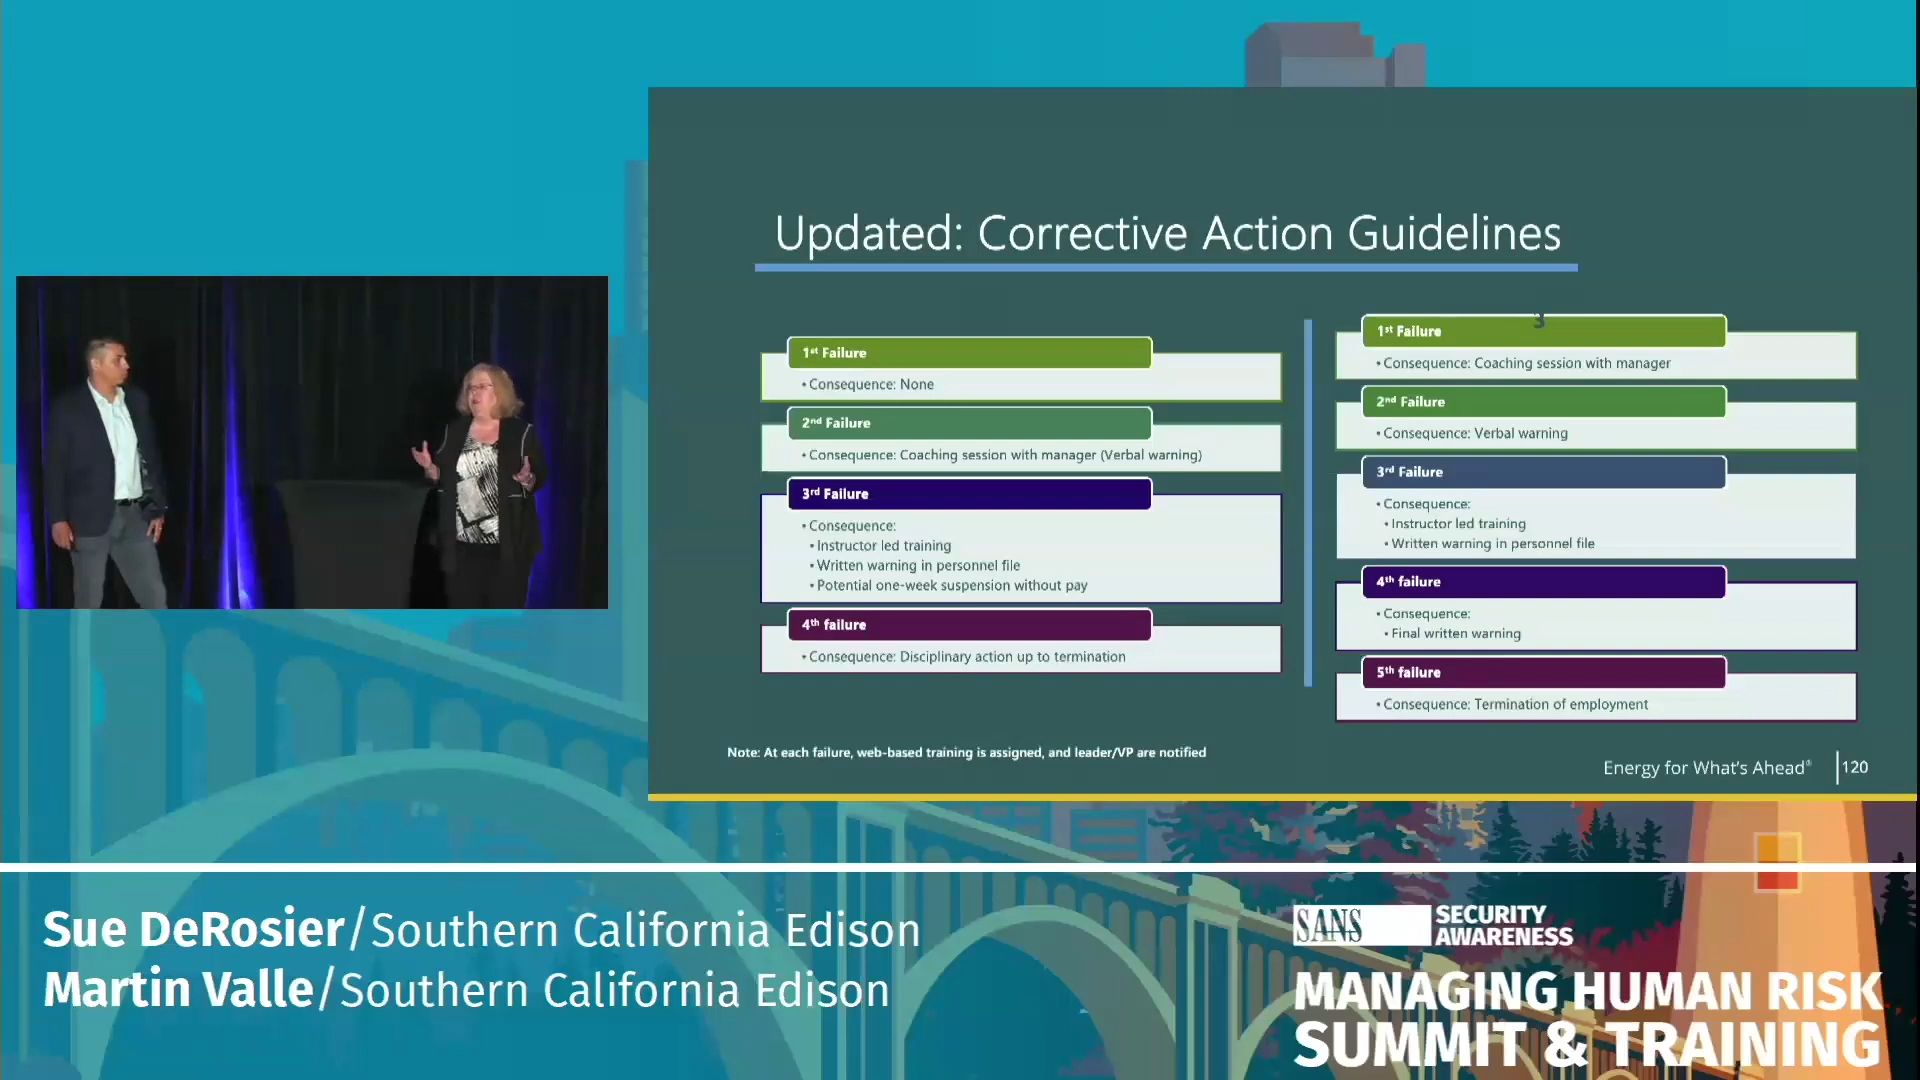 Updated: Corrective Action Guidelines
1st Failure
• Consequence: None
2nd Failure
• Consequence: Coaching session with manager (Verbal warning)
3rd Failure
• Consequence:
• Instructor led training
• Written warning in personnel file
• Potential one-week suspension without pay
4th failure
• Consequence: Disciplinary action up to termination
3
1st Failure
• Consequence: Coaching session with manager
2nd Failure
• Consequence: Verbal warning
3rd Failure
• Consequence:
• Instructor led training
• Written warning in personnel file
4th failure
• Consequence:
• Final written warning
5th failure
• Consequence: Termination of employment
Note: At each failure, web-based training is assigned, and leader/VP are notified
Energy for What's Ahead®
120
Sue DeRosier/Southern California Edison
Martin Valle/Southern California Edison
SANS
SECURITY
AWARENESS
MANAGING HUMAN RISK
SUMMIT & TRAINING